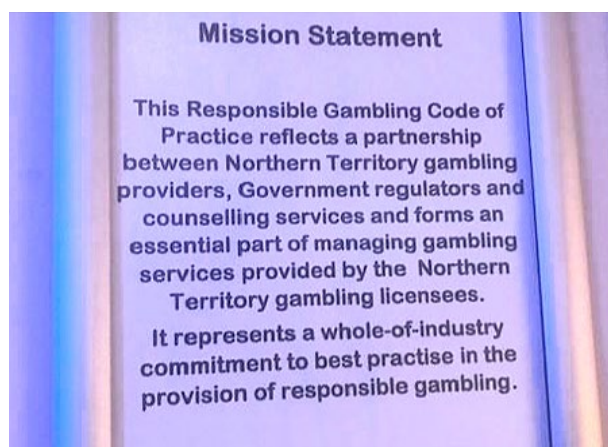 Mission Statement
This Responsible Gambling Code of
Practice reflects a partnership
between Northern Territory gambling
providers, Government regulators and
counselling services and forms an
essential part of managing gambling
services provided by the Northern
Territory gambling licensees.
It represents a whole-of-industry
commitment to best practise in the
provision of responsible gambling.